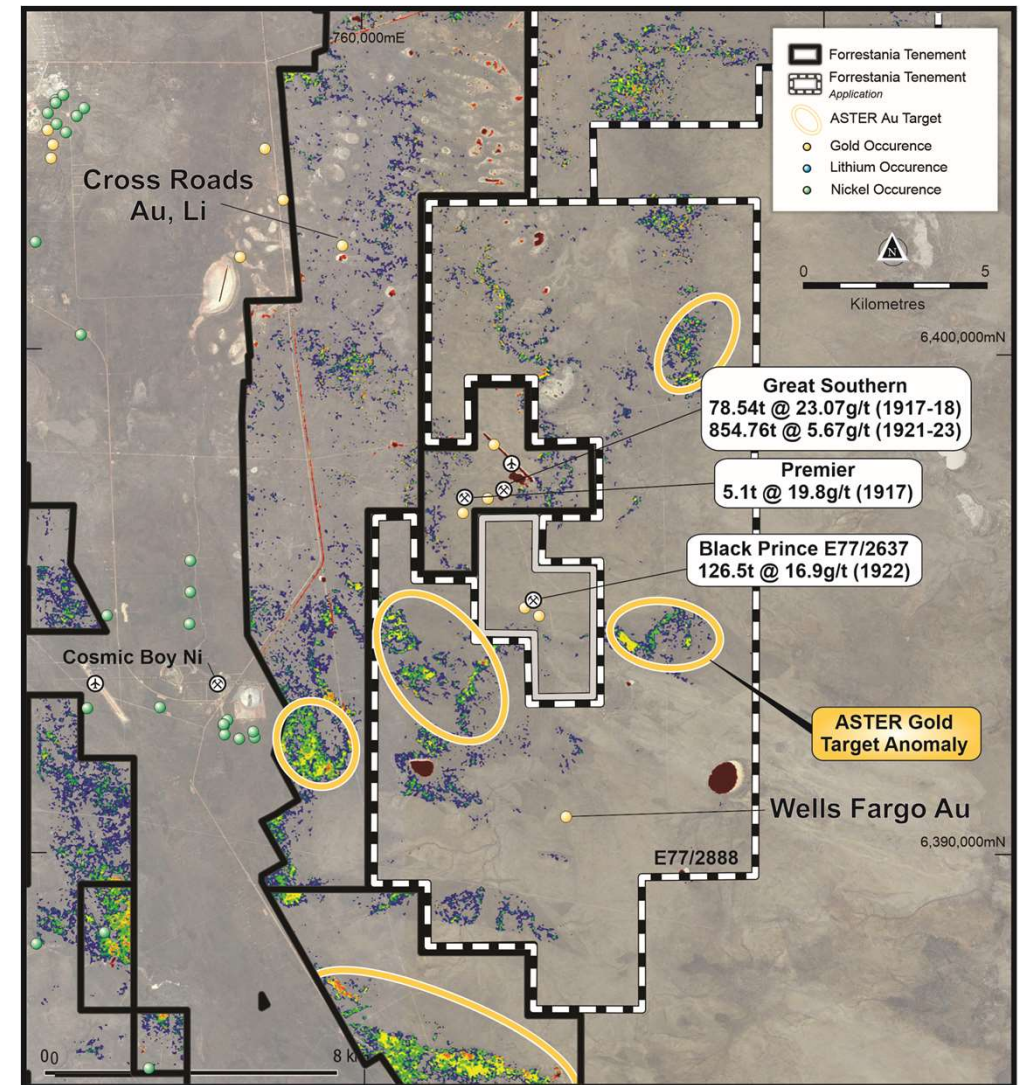 760,000mE
Forrestania Tenement
Forrestania Tenement
Application
ASTER Au Target
Gold Occurence
Lithium Occurence
Nickel Occurence
N
0 5
Kilometres
Cross Roads
Au, Li
6,400,000mN
Great Southern
78.54t @ 23.07g/t (1917-18)
854.76t @ 5.67g/t (1921-23)
Premier
5.1t @ 19.8g/t (1917)
Black Prince E77/2637
126.5t @ 16.9g/t (1922)
Cosmic Boy Ni
ASTER Gold
Target Anomaly
Wells Fargo Au
6,390,000mN
E77/2888